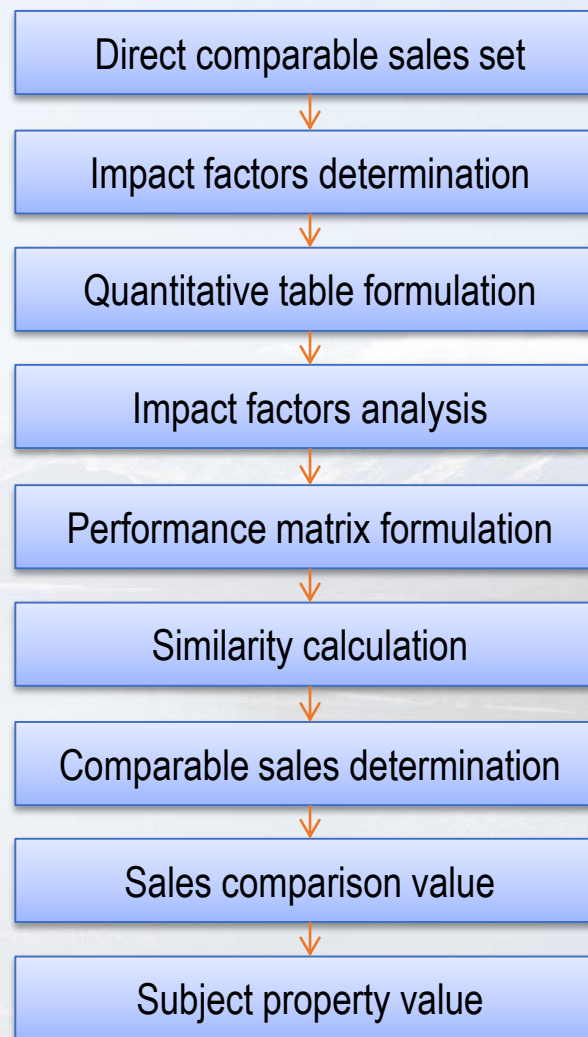 Direct comparable sales set
Impact factors determination
Quantitative table formulation
Impact factors analysis
Performance matrix formulation
Similarity calculation
Comparable sales determination
Sales comparison value
Subject property value